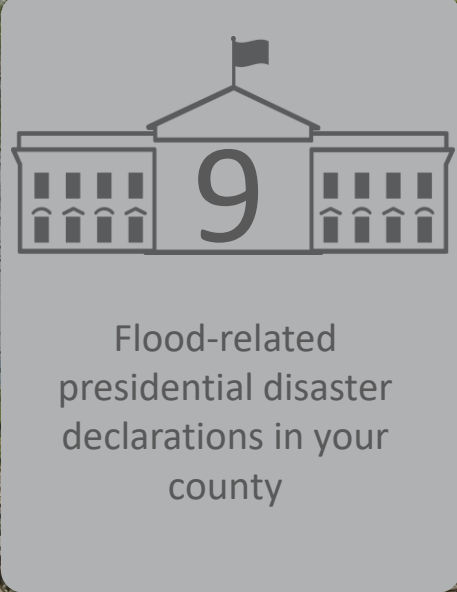 9
Flood-related
presidential disaster
declarations in your
county